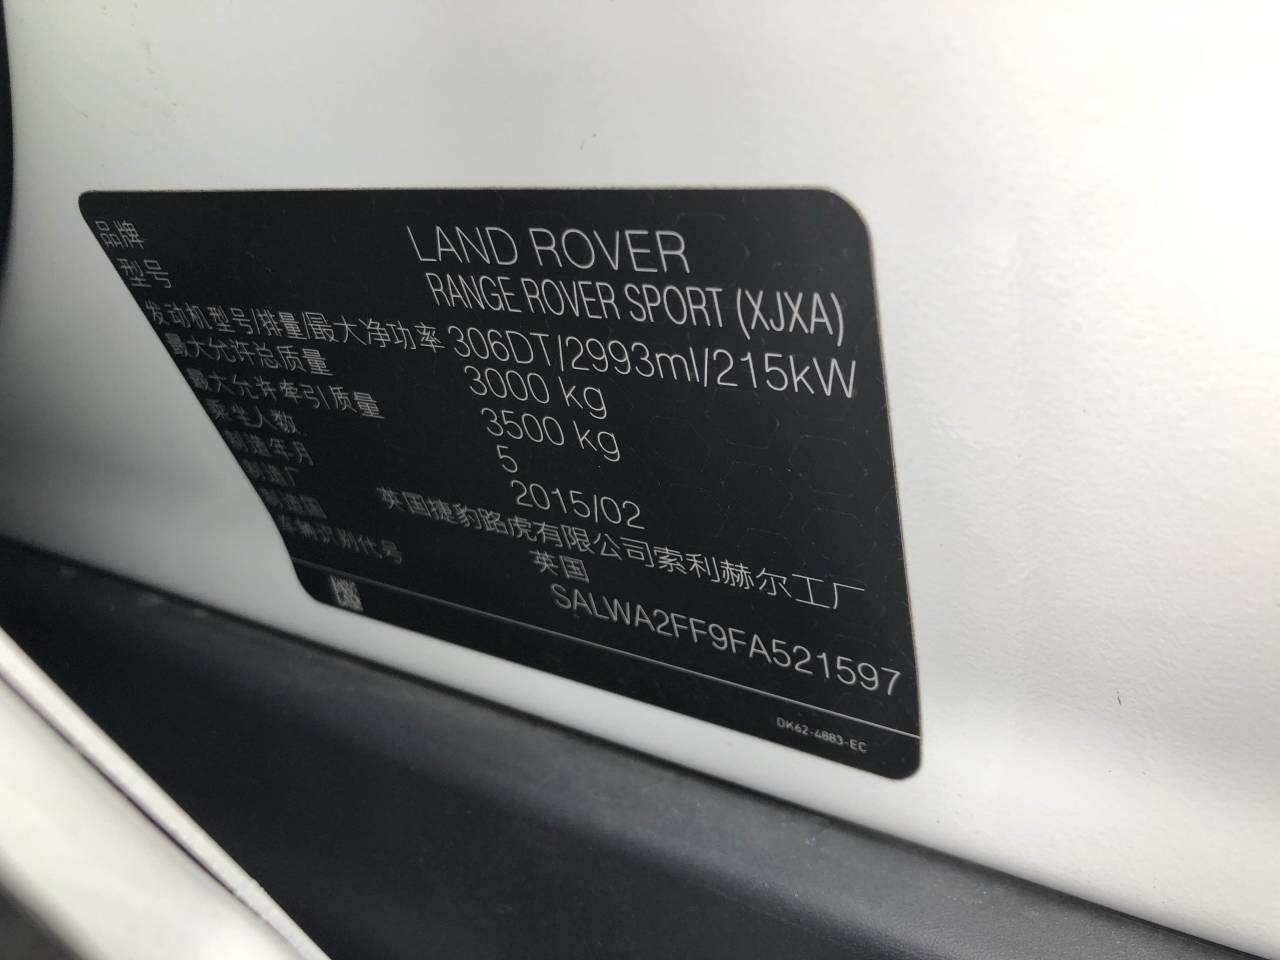 品牌 LAND ROVER
型号 RANGE ROVER SPORT (XJXA)
发动机型号/排量/最大净功率 306DT/2993ml/215kW
最大允许总质量 3000 kg
最大允许牵引质量 3500 kg
乘坐人数 5
制造年月 2015/02
制造厂 英国捷豹路虎有限公司索利赫尔工厂
制造国 英国
车辆识别代号 SALWA2FF9FA521597
DK62-4883-EC